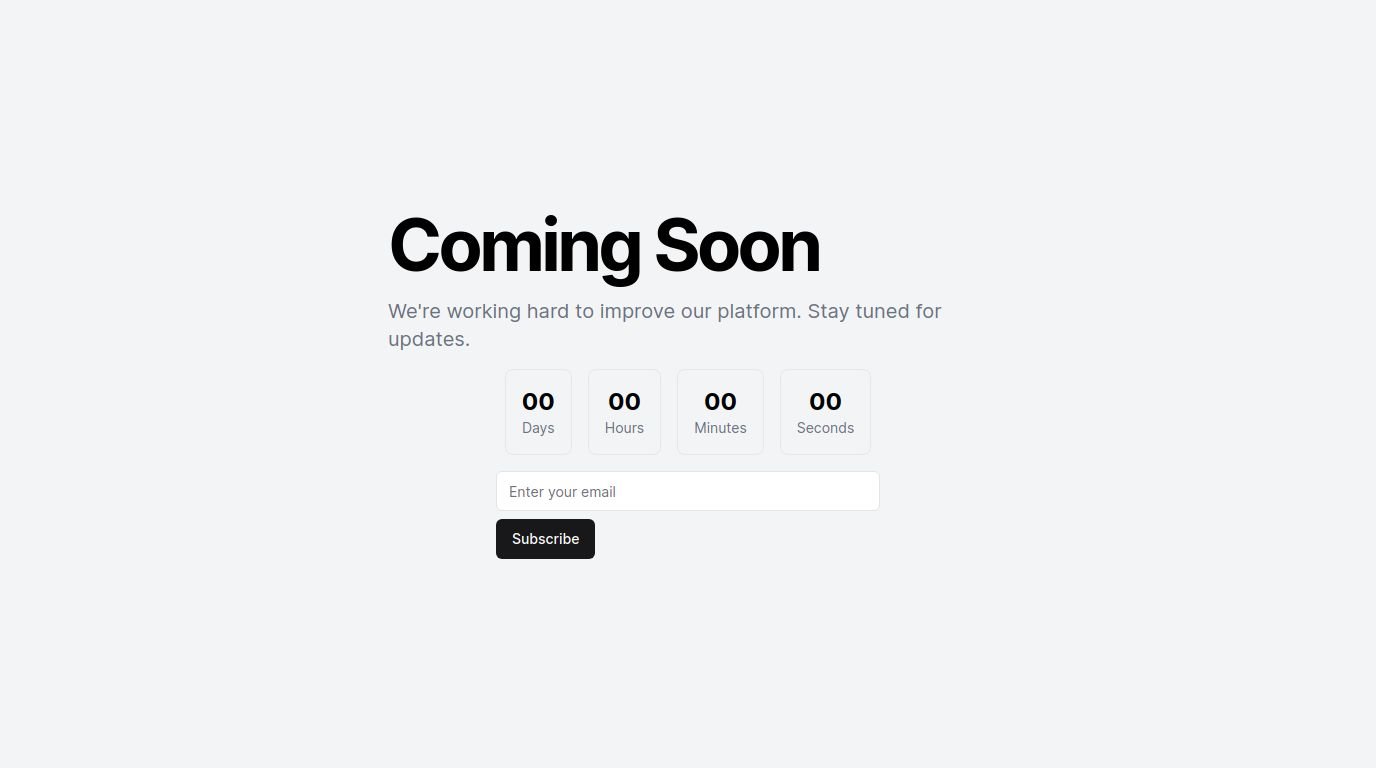 Coming Soon
We're working hard to improve our platform. Stay tuned for
updates.
00 00 00 00
Days Hours Minutes Seconds
Enter your email
Subscribe